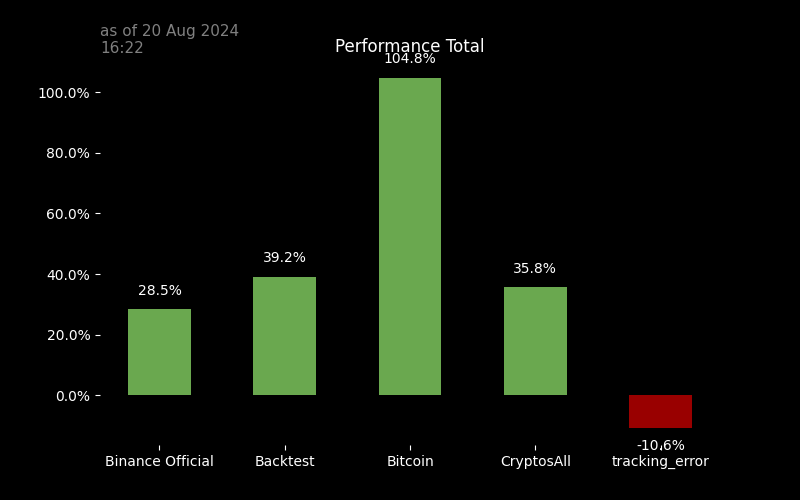 as of 20 Aug 2024
16:22
Performance Total
104.8%
100.0%
80.0%
60.0%
40.0%
20.0%
0.0%
28.5%
39.2%
35.8%
-10.6%
Binance Official
Backtest
Bitcoin
CryptosAll
tracking_error